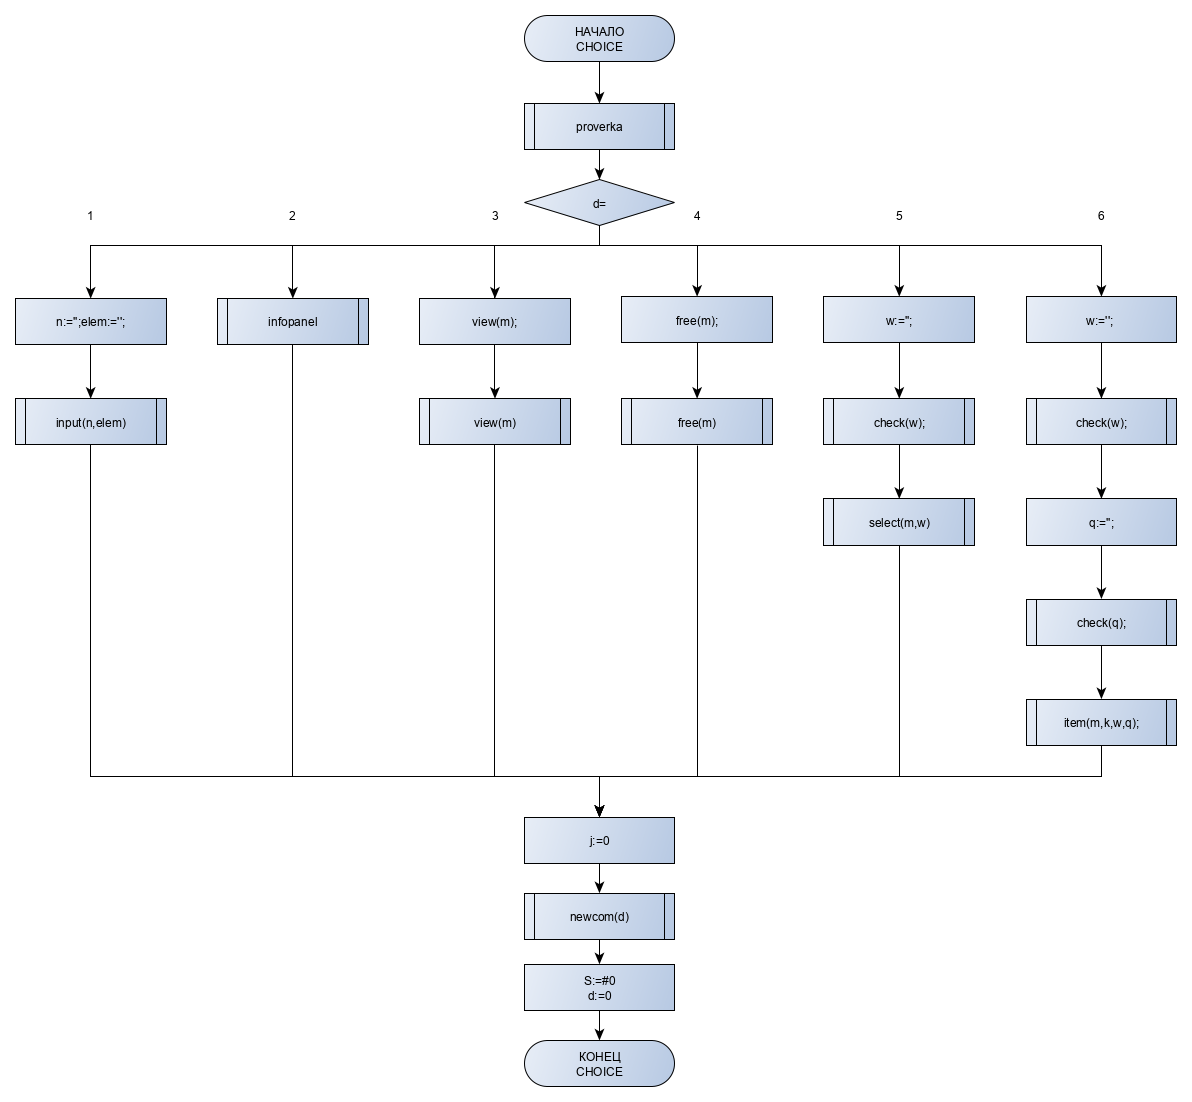 НАЧАЛО
CHOICE
proverka
d=
1
2
3
4
5
6
n:='';elem:='';
infopanel
view(m);
free(m);
w:='';
w:='';
input(n,elem)
view(m)
free(m)
check(w);
check(w);
select(m,w)
q:='';
check(q);
item(m,k,w,q);
j:=0
newcom(d)
S:=#0
d:=0
КОНЕЦ
CHOICE